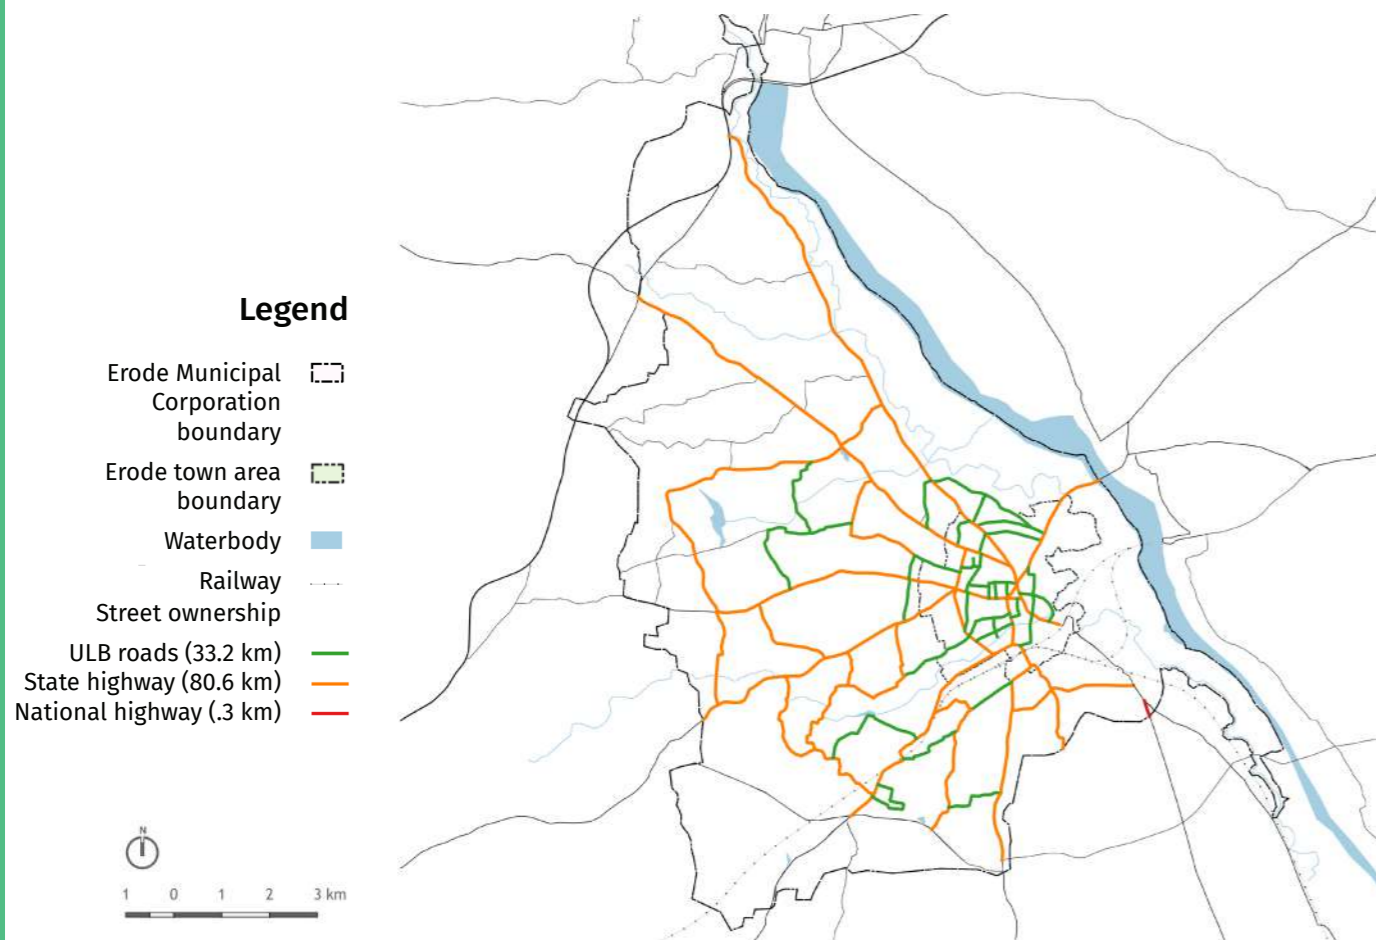 Legend
Erode Municipal
Corporation
boundary
Erode town area
boundary
Waterbody
Railway
Street ownership
ULB roads (33.2 km)
State highway (80.6 km)
National highway (.3 km)
N
1 0 1 2 3 km